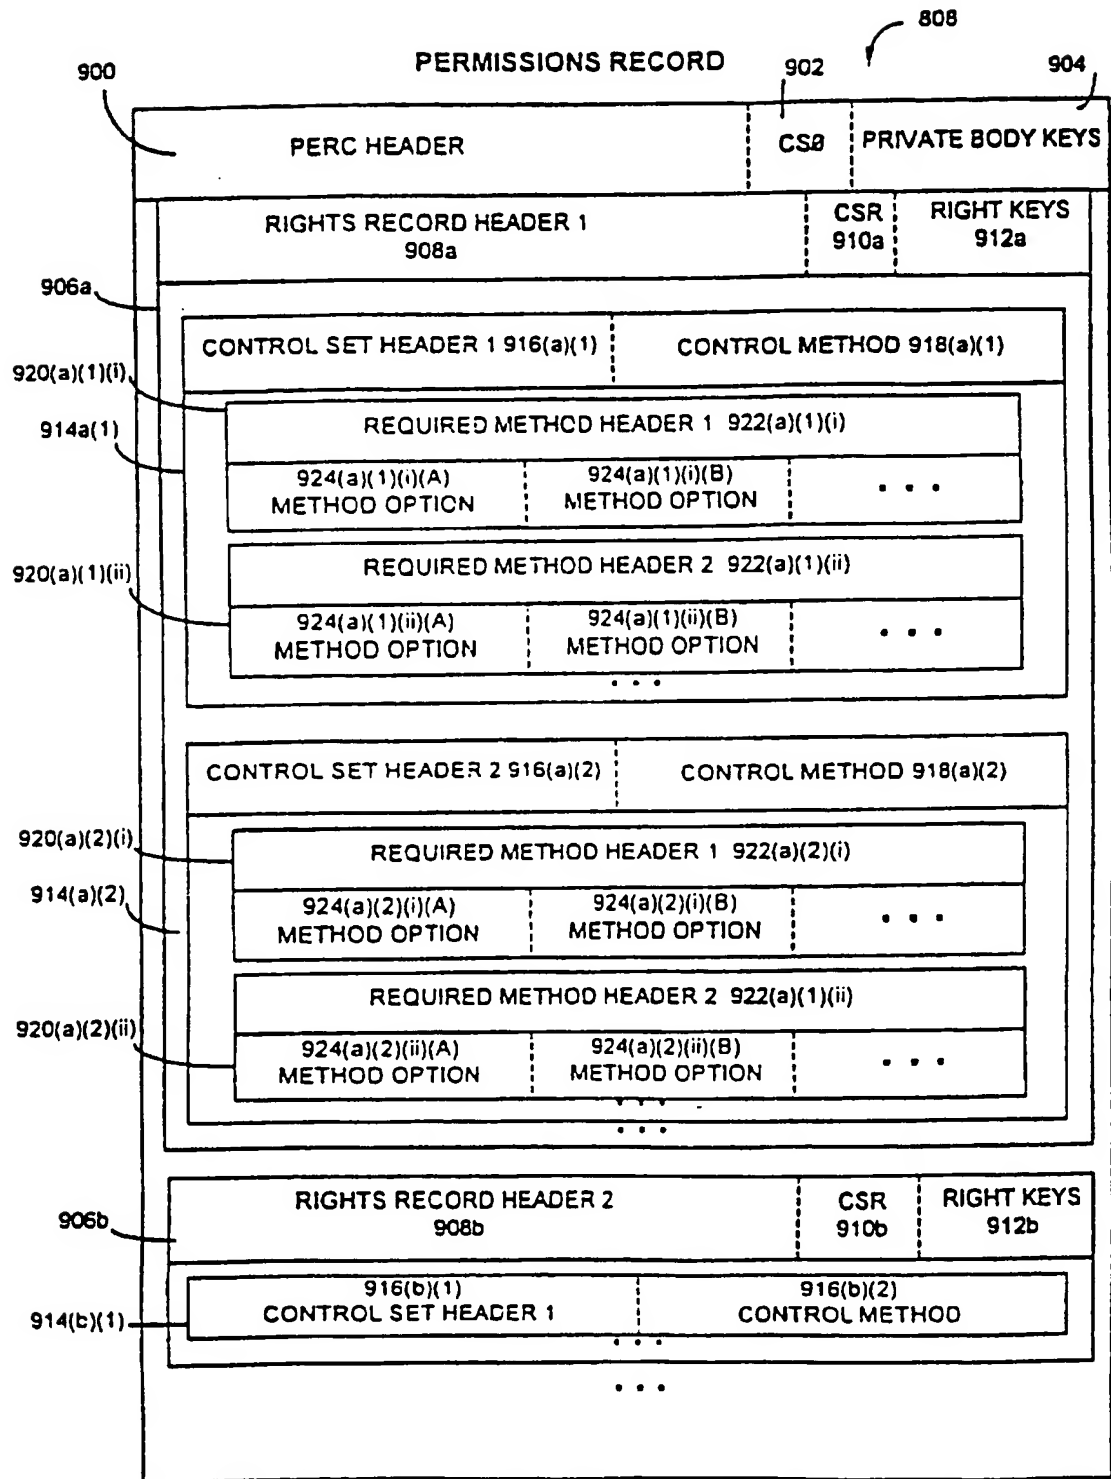 808
PERMISSIONS RECORD
900
902
904
PERC HEADER
CS0
PRIVATE BODY KEYS
RIGHTS RECORD HEADER 1
908a
CSR
910a
RIGHT KEYS
912a
906a
CONTROL SET HEADER 1 916(a)(1)
CONTROL METHOD 918(a)(1)
920(a)(1)(i)
REQUIRED METHOD HEADER 1 922(a)(1)(i)
914a(1)
924(a)(1)(i)(A)
METHOD OPTION
924(a)(1)(i)(B)
METHOD OPTION
. . .
920(a)(1)(ii)
REQUIRED METHOD HEADER 2 922(a)(1)(ii)
924(a)(1)(ii)(A)
METHOD OPTION
924(a)(1)(ii)(B)
METHOD OPTION
. . .
. . .
CONTROL SET HEADER 2 916(a)(2)
CONTROL METHOD 918(a)(2)
920(a)(2)(i)
REQUIRED METHOD HEADER 1 922(a)(2)(i)
914(a)(2)
924(a)(2)(i)(A)
METHOD OPTION
924(a)(2)(i)(B)
METHOD OPTION
. . .
REQUIRED METHOD HEADER 2 922(a)(1)(ii)
920(a)(2)(ii)
924(a)(2)(ii)(A)
METHOD OPTION
924(a)(2)(ii)(B)
METHOD OPTION
. . .
. . .
. . .
906b
RIGHTS RECORD HEADER 2
908b
CSR
910b
RIGHT KEYS
912b
914(b)(1)
916(b)(1)
CONTROL SET HEADER 1
916(b)(2)
CONTROL METHOD
. . .
. . .